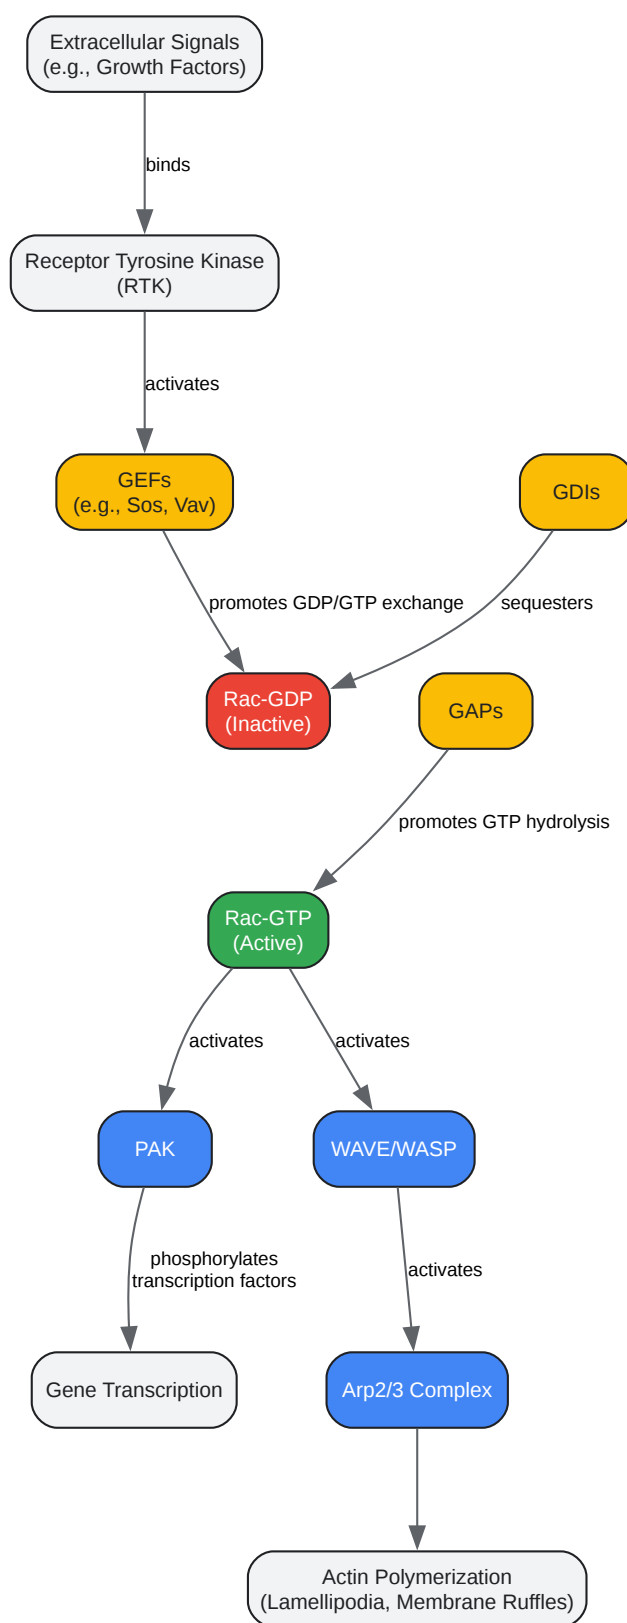 Extracellular Signals
(e.g., Growth Factors)
binds
Receptor Tyrosine Kinase
(RTK)
activates
GEFs
(e.g., Sos, Vav)
GDIs
promotes GDP/GTP exchange
sequesters
Rac-GDP
(Inactive)
GAPs
promotes GTP hydrolysis
Rac-GTP
(Active)
activates
activates
PAK
WAVE/WASP
phosphorylates
transcription factors
activates
Gene Transcription
Arp2/3 Complex
Actin Polymerization
(Lamellipodia, Membrane Ruffles)